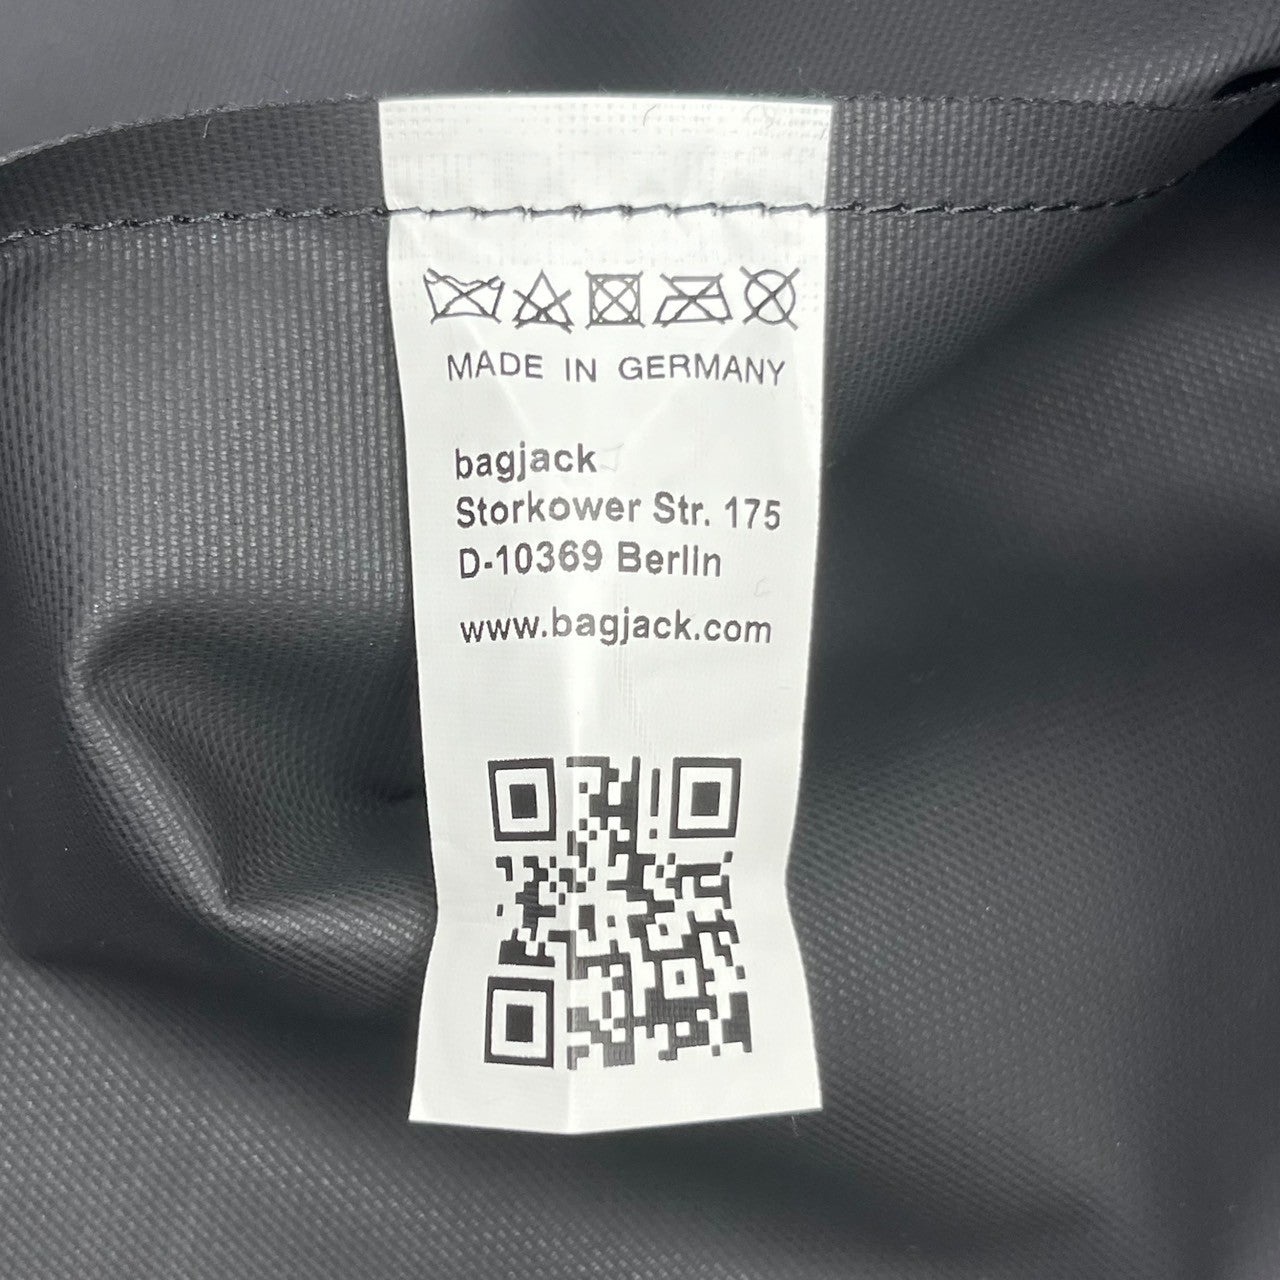 MADE IN GERMANY
bagjack
Storkower Str. 175
D-10369 Berlin
www.bagjack.com